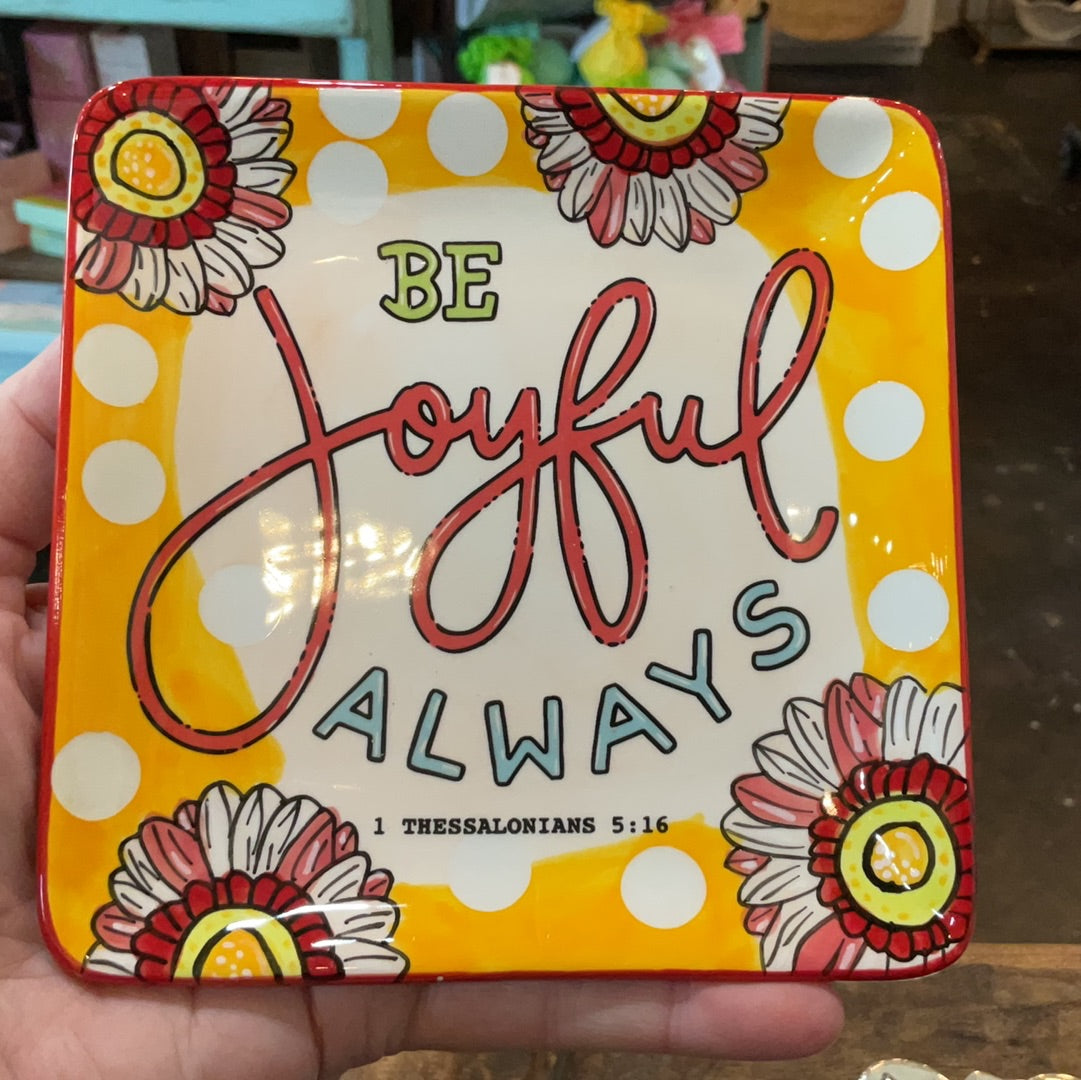 BE
Joyful
ALWAYS
1 THESSALONIANS 5:16